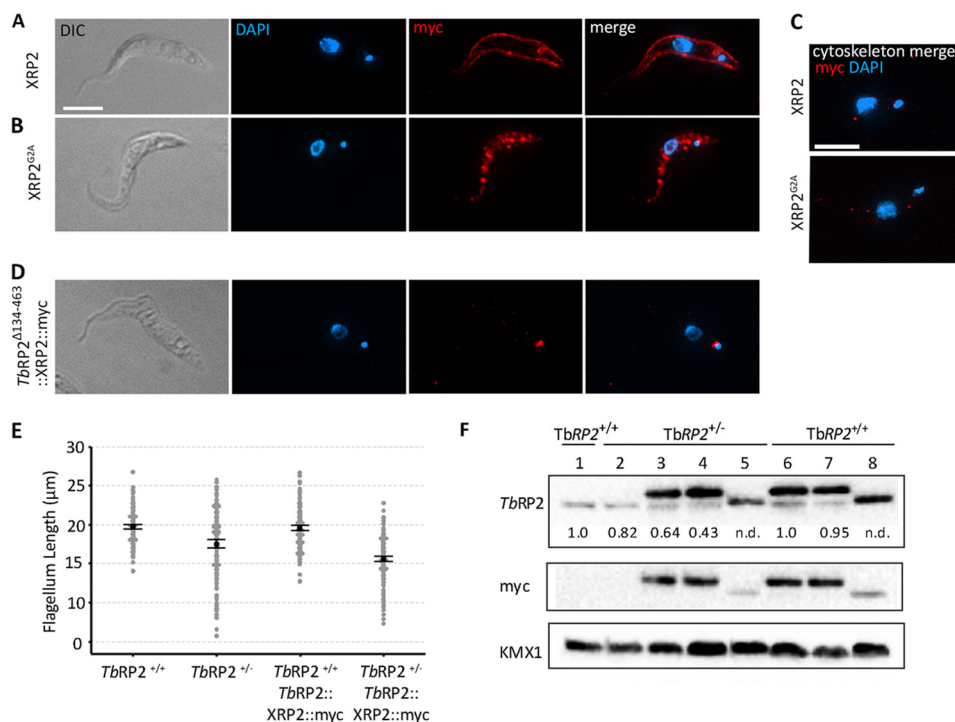 A
DIC
DAPI
myc
merge
XRP2
B
XRP2G2A
C
cytoskeleton merge
myc DAPI
XRP2
XRP2G2A
D
TbRP2Δ134-463
::XRP2::myc
E
Flagellum Length (μm)
30
25
20
15
10
0
TbRP2 +/+
TbRP2 +/-
TbRP2 +/+
TbRP2::
XRP2::myc
TbRP2 +/-
TbRP2::
XRP2::myc
F
TbRP2+/+
TbRP2+/-
TbRP2+/+
1 2 3 4 5 6 7 8
TbRP2
1.0 0.82 0.64 0.43 n.d. 1.0 0.95 n.d.
myc
KMX1